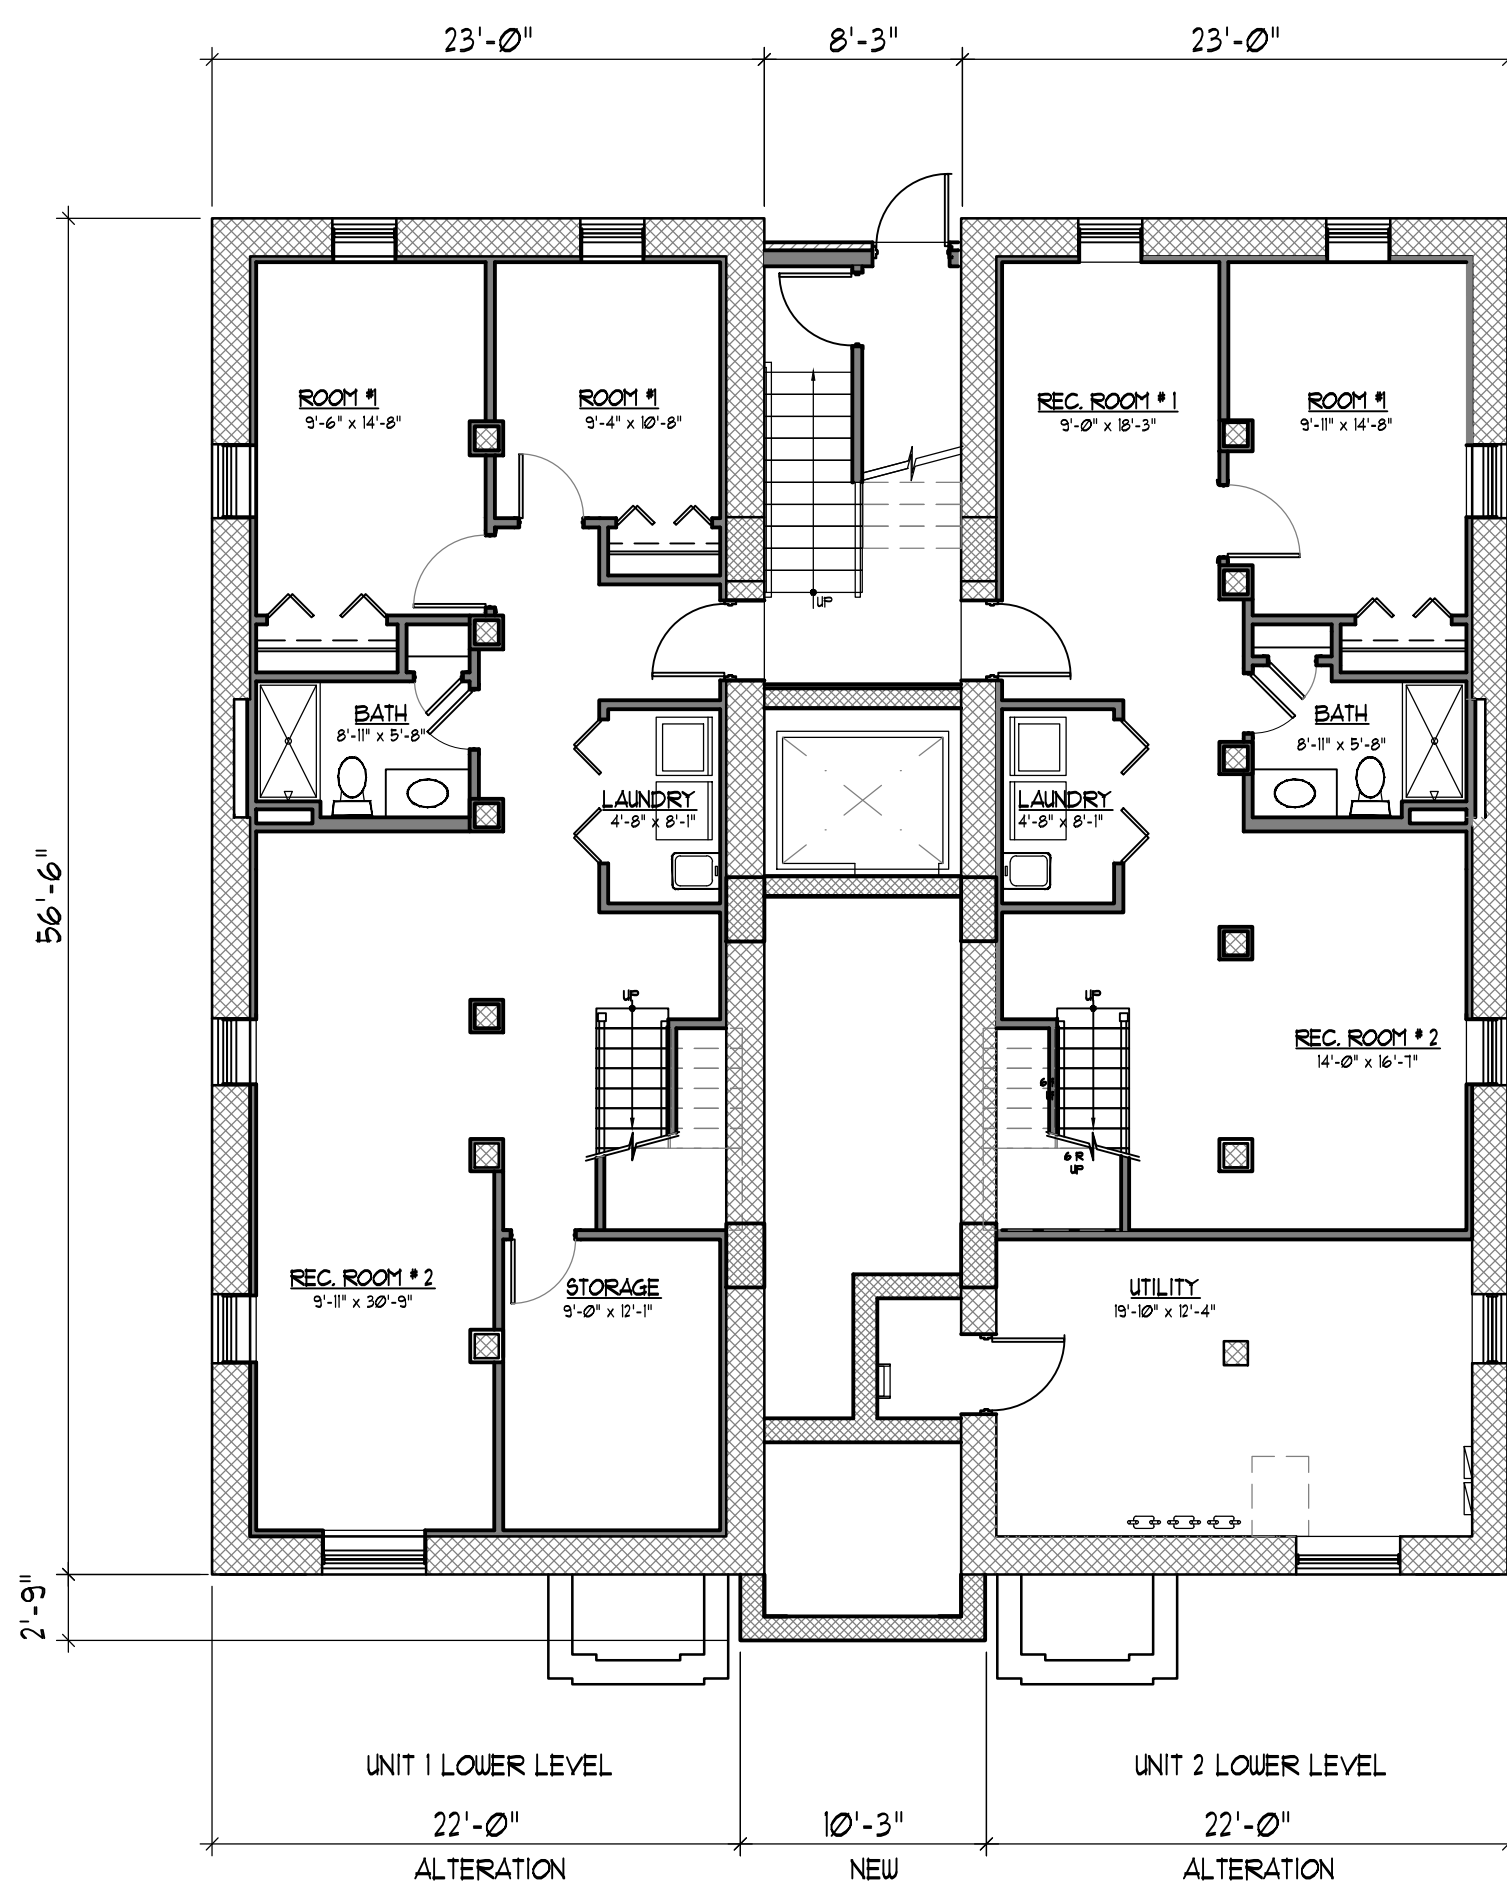 23'-0" 8'-3" 23'-0"
ROOM #1
9'-6" x 14'-8"
ROOM #1
9'-4" x 10'-8"
REC. ROOM #1
9'-0" x 18'-3"
ROOM #1
9'-11" x 14'-8"
UP
BATH
8'-11" x 5'-8"
BATH
8'-11" x 5'-8"
LAUNDRY
4'-8" x 8'-1"
LAUNDRY
4'-8" x 8'-1"
56'-6"
UP
UP
REC. ROOM #2
14'-0" x 16'-7"
6 R
UP
REC. ROOM #2
9'-11" x 30'-9"
STORAGE
9'-0" x 12'-1"
UTILITY
19'-10" x 12'-4"
2'-9"
UNIT 1 LOWER LEVEL
UNIT 2 LOWER LEVEL
22'-0" 10'-3" 22'-0"
ALTERATION NEW ALTERATION